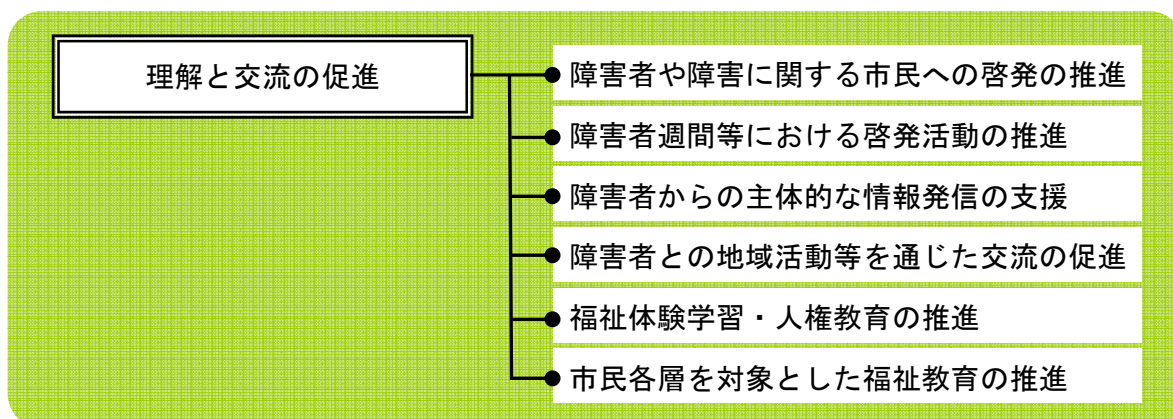 理解と交流の促進
障害者や障害に関する市民への啓発の推進
障害者週間等における啓発活動の推進
障害者からの主体的な情報発信の支援
障害者との地域活動等を通じた交流の促進
福祉体験学習・人権教育の推進
市民各層を対象とした福祉教育の推進